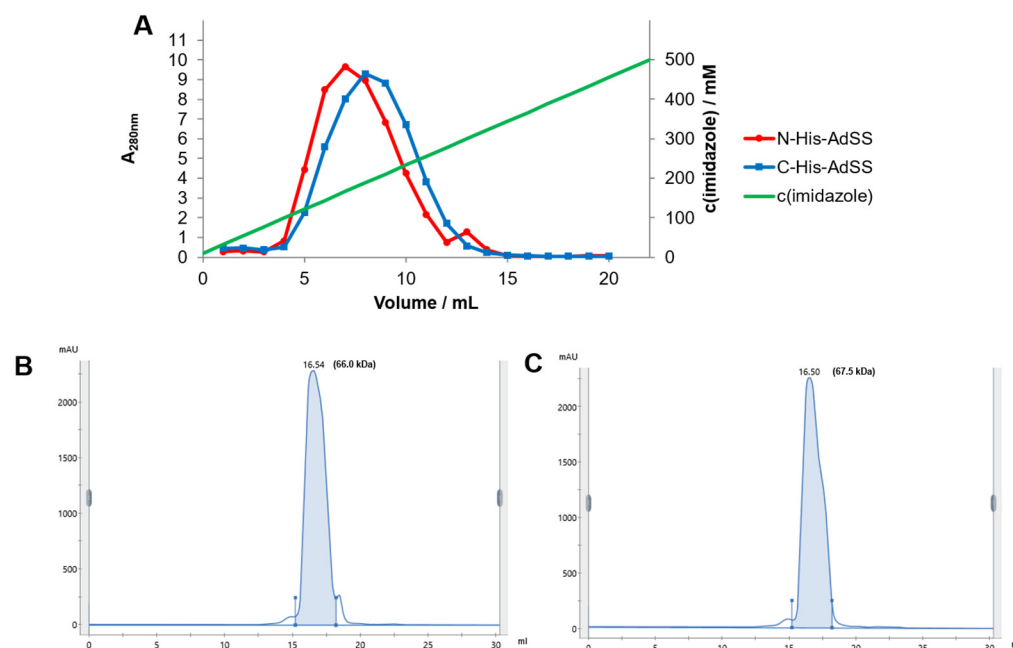 A
11
10
9
8
7
6
5
4
3
2
1
0
A280nm
0 5 10 15 20
Volume / mL
500
400
300
200
100
0
c(imidazole) / mM
N-His-AdSS
C-His-AdSS
c(imidazole)
B
mAU
16.54 (66.0 kDa)
2000
1500
1000
500
0
0 5 10 15 20 25 30 ml
C
mAU
16.50 (67.5 kDa)
2000
1500
1000
500
0
0 5 10 15 20 25 30